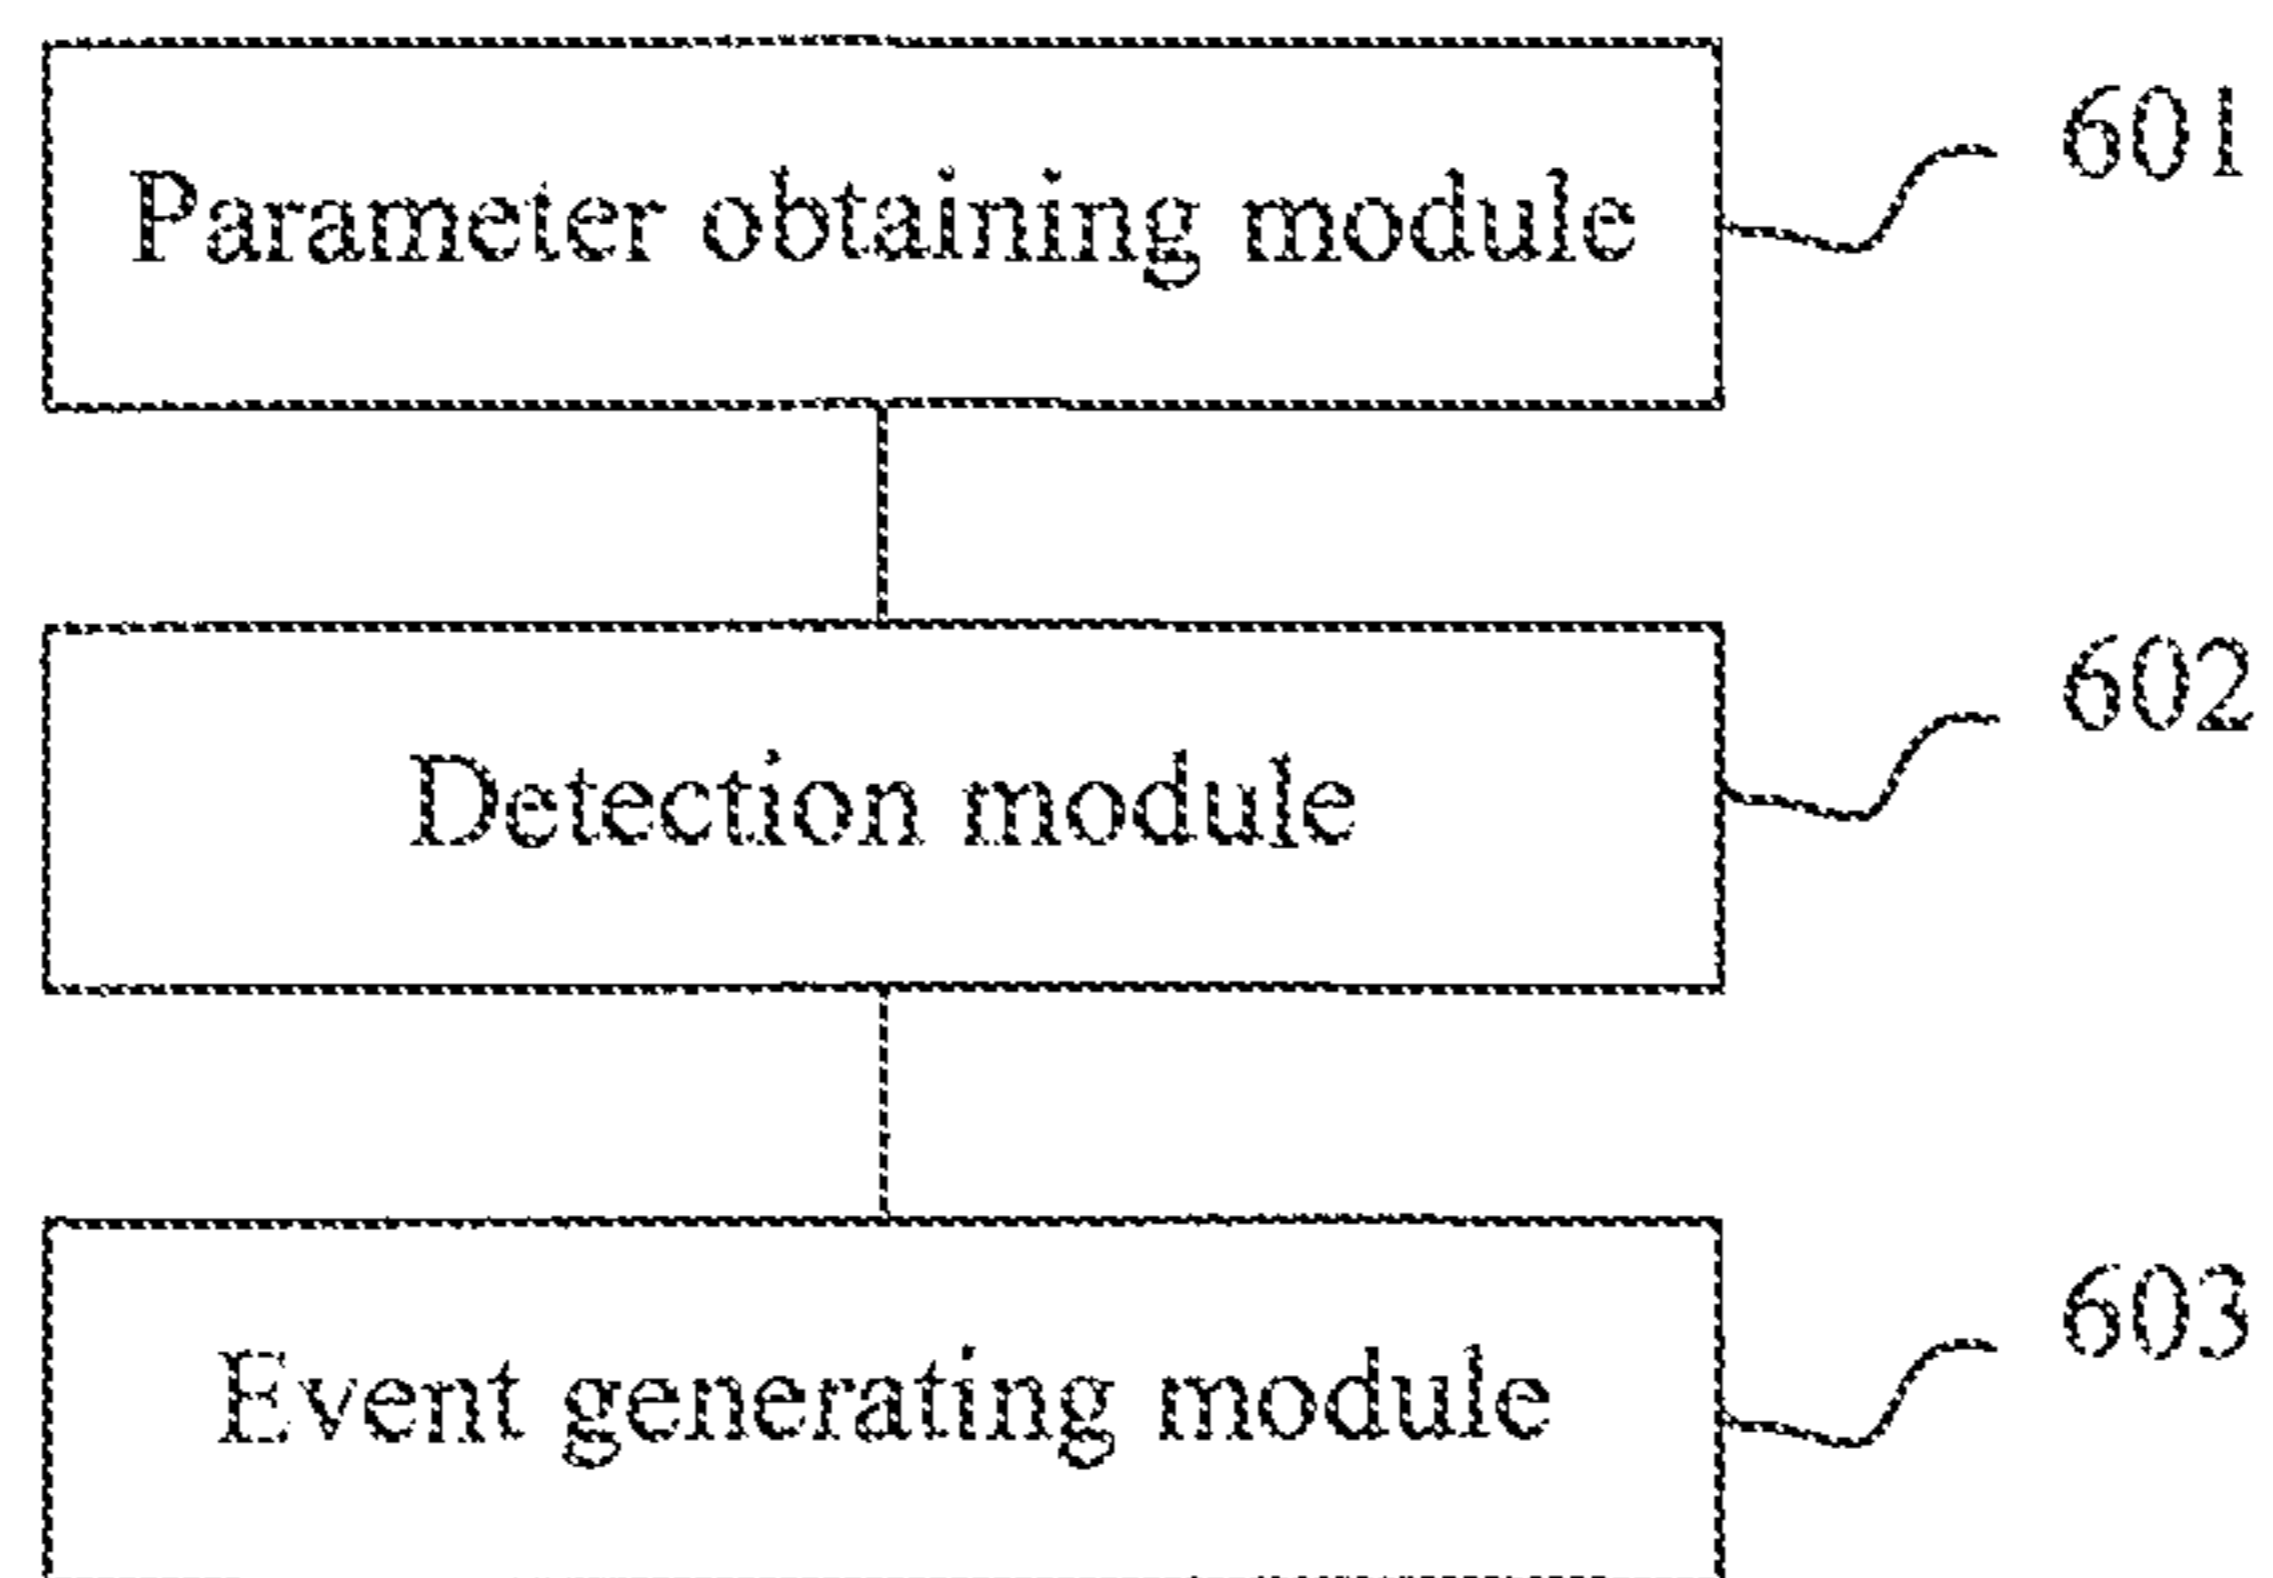 Parameter obtaining module
601
Detection module
602
Event generating module
603